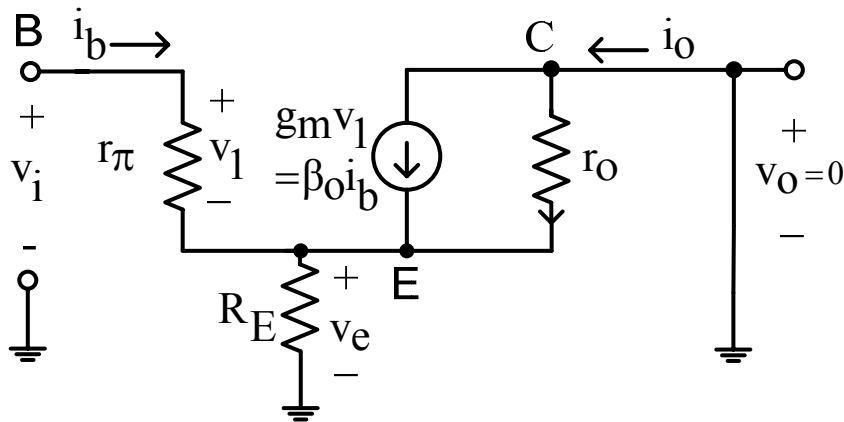 B
i_b
C
i_o
+
v_i
-
r_π
+
v_1
−
g_m v_1
=β_o i_b
r_o
+
v_o = 0
−
E
R_E
+
v_e
−